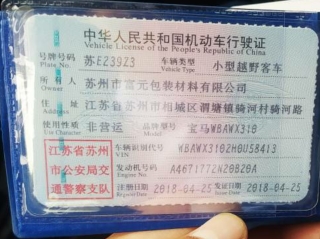 中华人民共和国机动车行驶证
Vehicle License of the People's Republic of China
号牌号码 苏EZ39Z3 车辆类型 小型越野客车
Plate No. Vehicle Type
所有人 苏州市富元包装材料有限公司
Owner
住址 江苏省苏州市相城区渭塘镇骑河村骑河路
Address
使用性质 非营运 品牌型号 宝马WBAWX310
Use Character Model
江苏省苏州市公安局交通警察支队
车辆识别代号 WBAWX3102H0U58413
VIN
发动机号码 A467177ZN20B20A
Engine No.
注册日期 2018-04-25 发证日期 2018-04-25
Register Date Issue Date